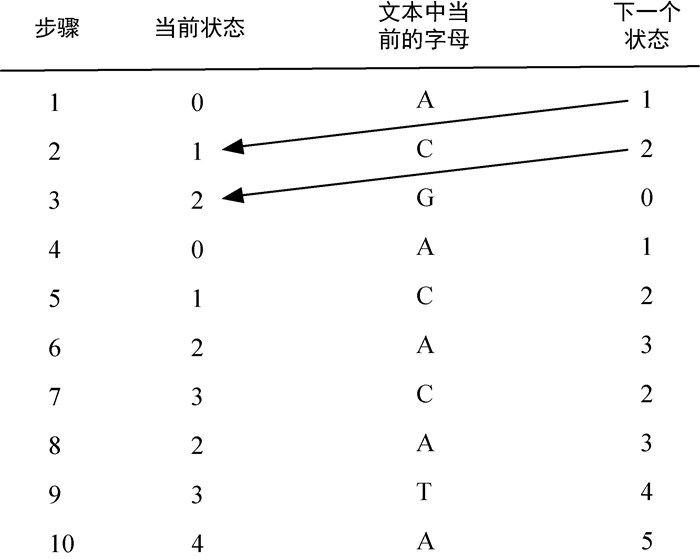 步骤 当前状态 文本中当前的字母 下一个状态
1 0 A 1
2 1 C 2
3 2 G 0
4 0 A 1
5 1 C 2
6 2 A 3
7 3 C 2
8 2 A 3
9 3 T 4
10 4 A 5